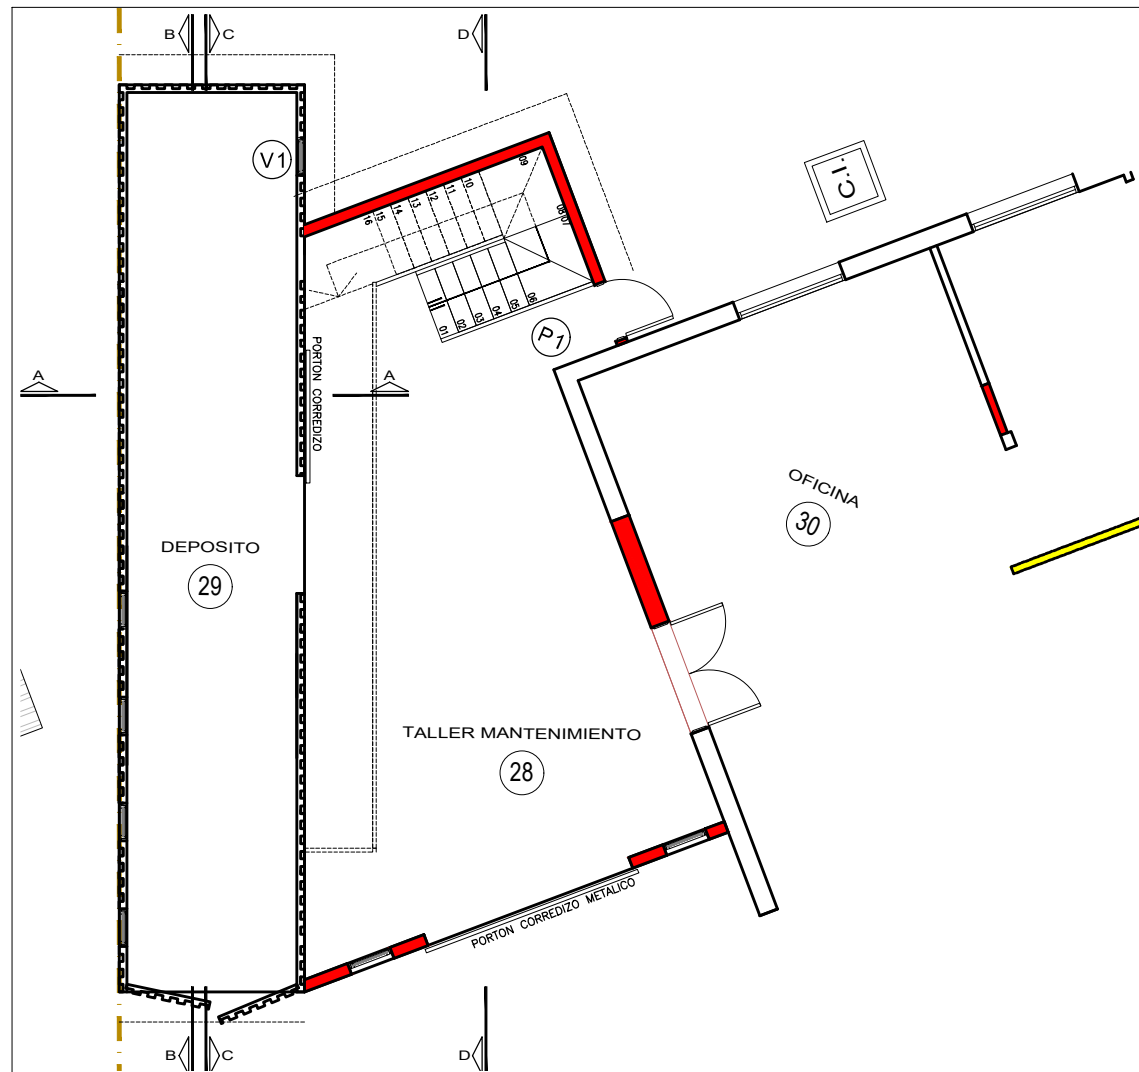 B
C
D
V1
09
10
11
12
13
14
15
16
08
07
06
05
04
03
02
01
C.I.
P1
A
A
PORTON CORREDIZO
OFICINA
30
DEPOSITO
29
TALLER MANTENIMIENTO
28
PORTON CORREDIZO METALICO
B
C
D